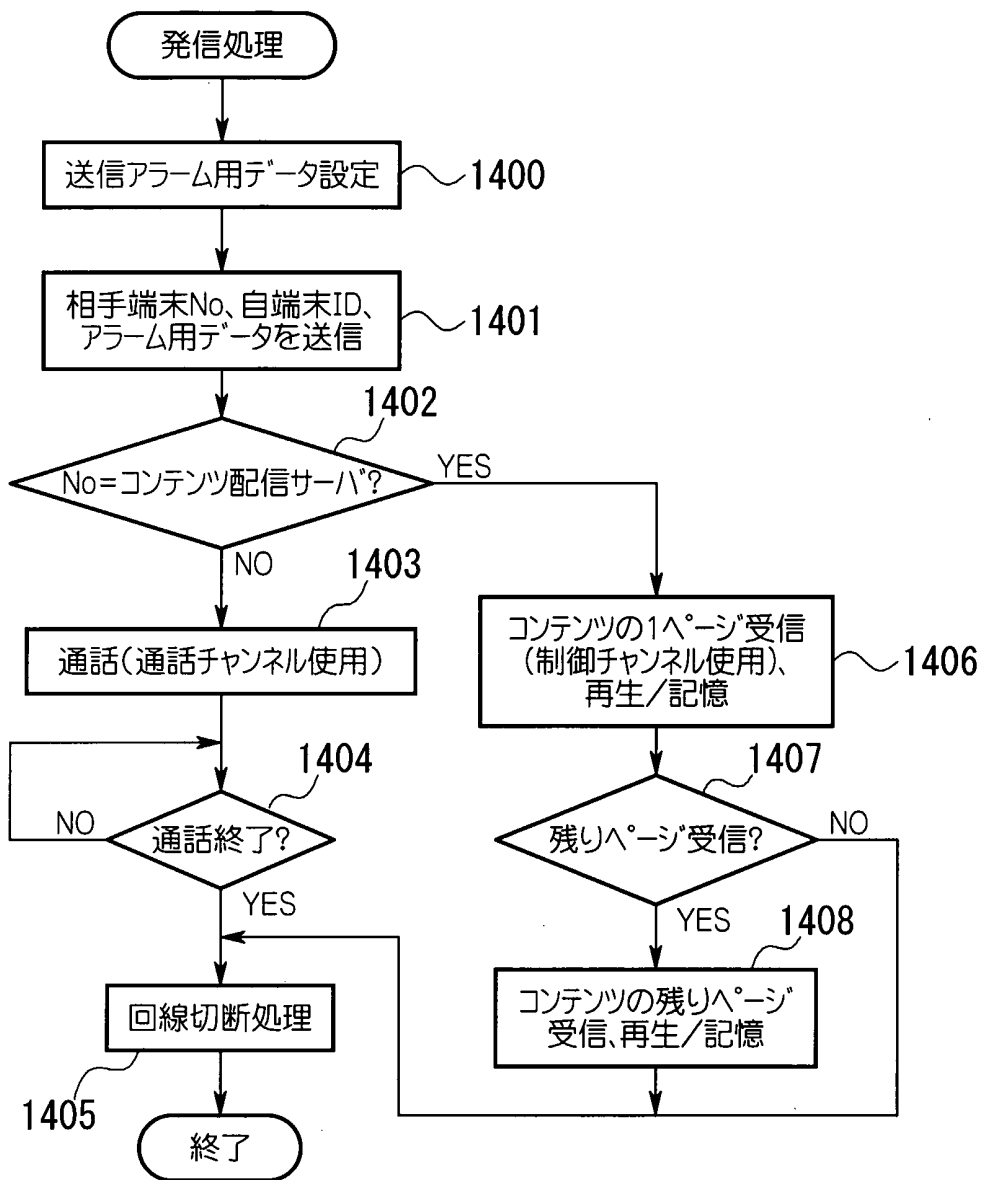 発信処理
送信アラーム用データ設定
1400
相手端末No、自端末ID、
アラーム用データを送信
1401
1402
No=コンテンツ配信サーバ?
YES
NO
1403
通話(通話チャンネル使用)
コンテンツの1ページ受信
(制御チャンネル使用)、
再生/記憶
1406
1404
通話終了?
NO
YES
1407
残りページ受信?
NO
YES
1408
コンテンツの残りページ
受信、再生/記憶
回線切断処理
1405
終了